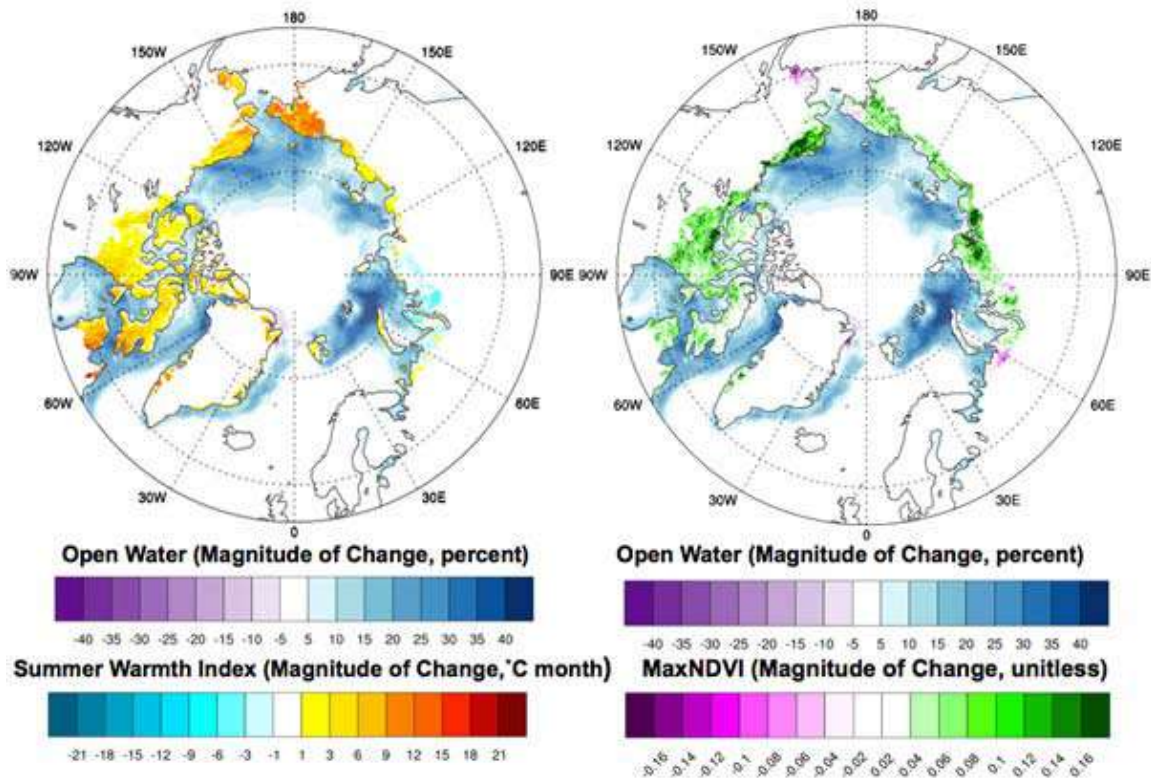 180
150W
150E
120W
120E
90W
90E
60W
60E
30W
30E
0
180
150W
150E
120W
120E
90W
90E
60W
60E
30W
30E
0
Open Water (Magnitude of Change, percent)
-40 -35 -25 -20 -15 -10 -5 5 10 15 20 25 30 35 40
Summer Warmth Index (Magnitude of Change,°C month)
-21 -18 -15 -12 -9 -6 -3 -1 1 3 6 9 12 15 18 21
Open Water (Magnitude of Change, percent)
-40 -35 -25 -20 -15 -10 -5 5 10 15 20 25 30 35 40
MaxNDVI (Magnitude of Change, unitless)
-0.16 -0.14 -0.12 -0.1 -0.08 -0.06 -0.04 -0.02 0.02 0.04 0.06 0.08 0.1 0.12 0.14 0.16